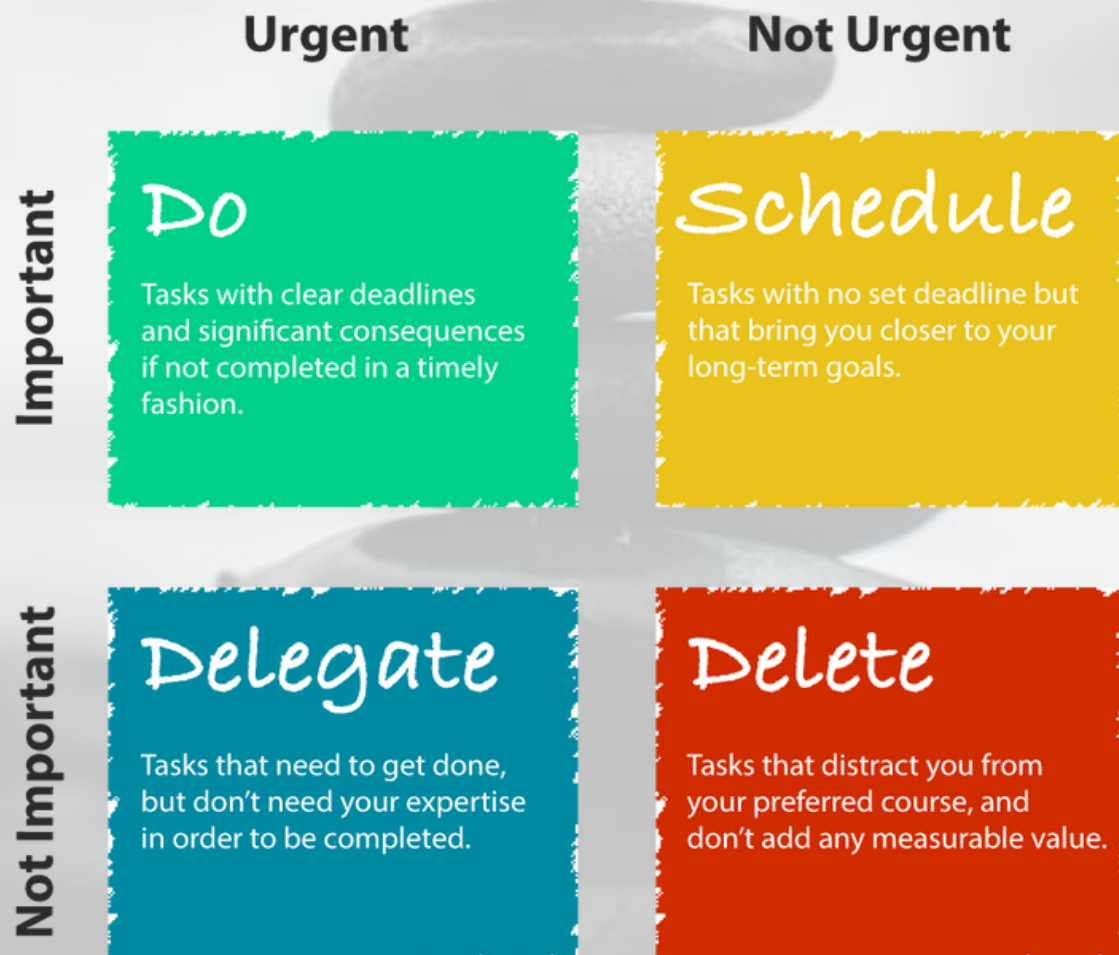 Urgent
Not Urgent
Important
Do
Tasks with clear deadlines
and significant consequences
if not completed in a timely
fashion.
Schedule
Tasks with no set deadline but
that bring you closer to your
long-term goals.
Not Important
Delegate
Tasks that need to get done,
but don’t need your expertise
in order to be completed.
Delete
Tasks that distract you from
your preferred course, and
don’t add any measurable value.